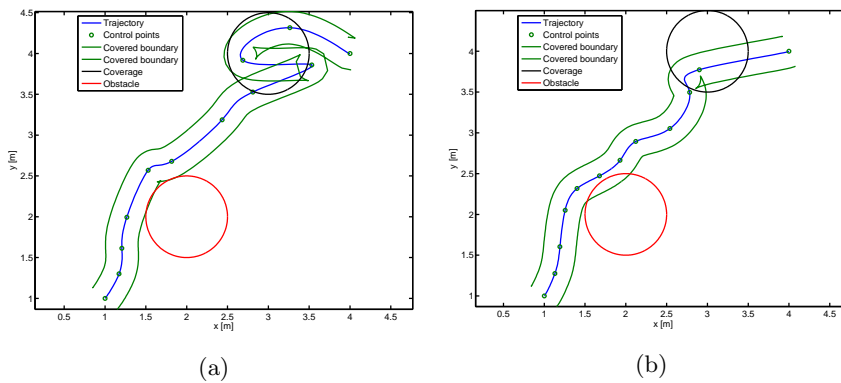 4.5
4
3.5
3
2.5
2
1.5
1
y [m]
0.5 1 1.5 2 2.5 3 3.5 4 4.5
x [m]
Trajectory
Control points
Covered boundary
Covered boundary
Coverage
Obstacle
(a)
4
3.5
3
2.5
2
1.5
1
y [m]
0.5 1 1.5 2 2.5 3 3.5 4 4.5
x [m]
Trajectory
Control points
Covered boundary
Covered boundary
Coverage
Obstacle
(b)